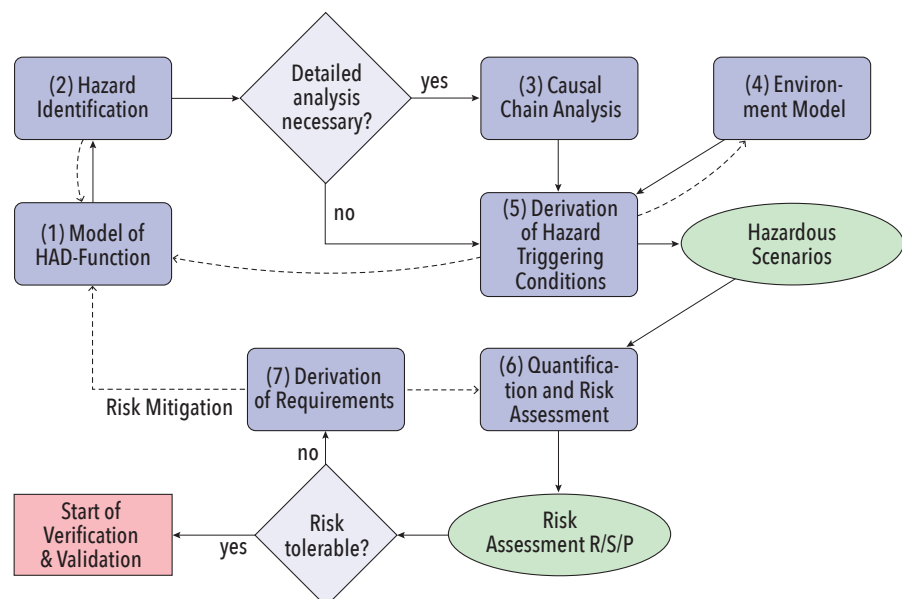 (2) Hazard
Identification
Detailed
analysis
necessary?
yes
(3) Causal
Chain Analysis
(4) Environ-
ment Model
no
(1) Model of
HAD-Function
(5) Derivation
of Hazard
Triggering
Conditions
Hazardous
Scenarios
(7) Derivation
of Requirements
(6) Quantifica-
tion and Risk
Assessment
Risk Mitigation
no
Start of
Verification
& Validation
yes
Risk
tolerable?
Risk
Assessment R/S/P